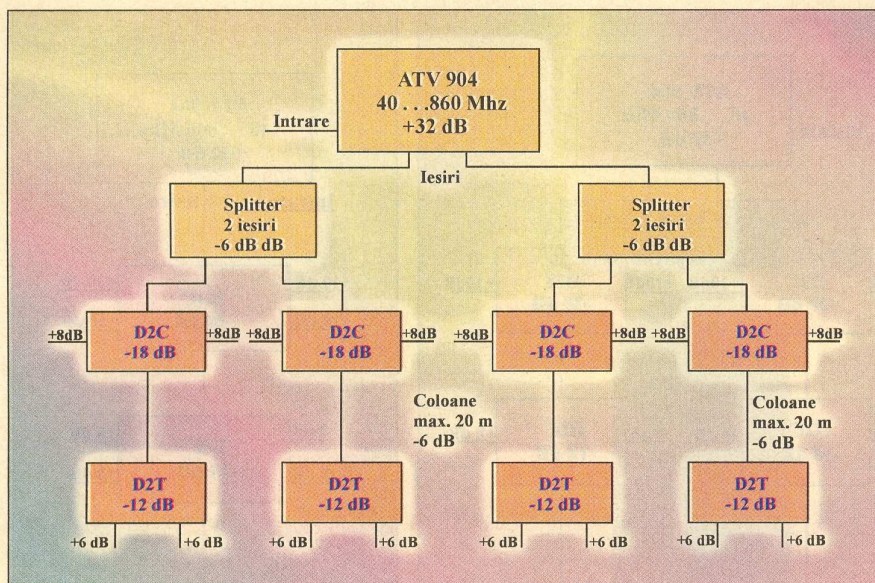 ATV 904
40 . . .860 Mhz
+32 dB
Intrare
Iesiri
Splitter
2 iesiri
-6 dB dB
Splitter
2 iesiri
-6 dB dB
+8dB
D2C
-18 dB
+8dB
+8dB
D2C
-18 dB
+8dB
+8dB
D2C
-18 dB
+8dB
+8dB
D2C
-18 dB
+8dB
Coloane
max. 20 m
-6 dB
Coloane
max. 20 m
-6 dB
D2T
-12 dB
D2T
-12 dB
D2T
-12 dB
D2T
-12 dB
+6 dB
+6 dB
+6 dB
+6 dB
+6 dB
+6 dB
+6 dB
+6 dB